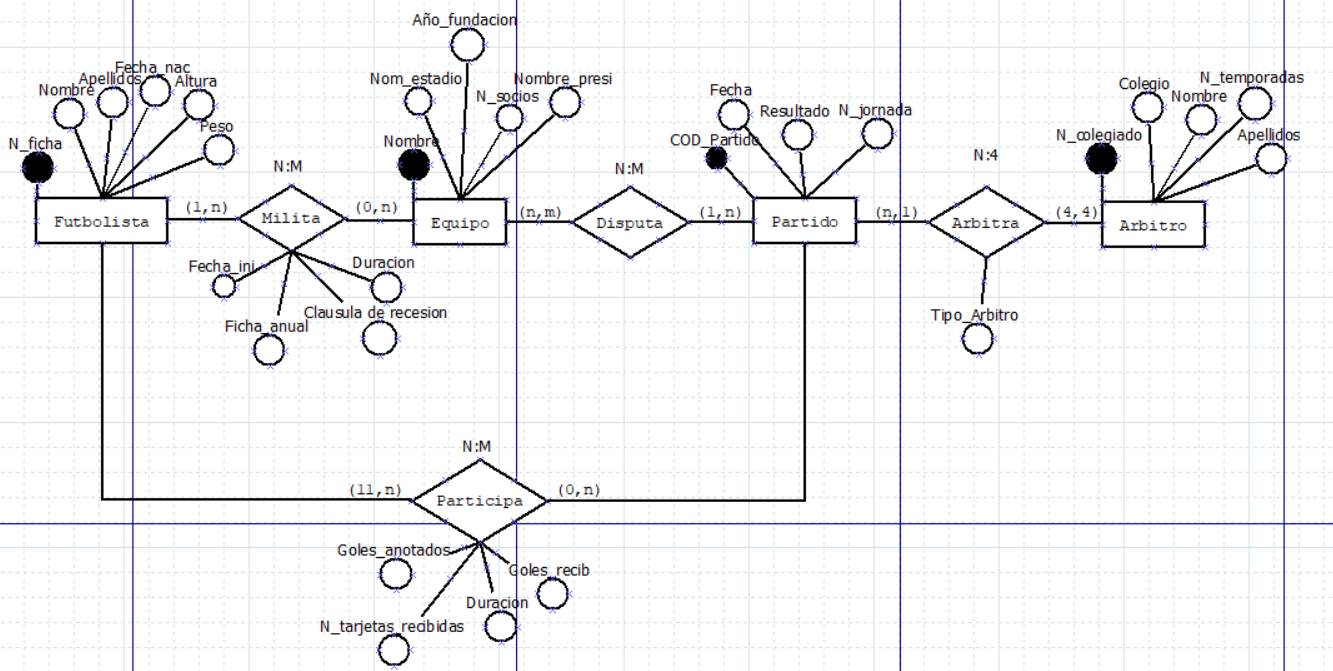 Año_fundacion
Fecha_nac
Nombre
Apellidos
Altura
Peso
N_ficha
Nom_estadio
N_socios
Nombre_presi
Nombre
Fecha
Resultado
N_jornada
COD_Partido
Colegio
Nombre
N_temporadas
N_colegiado
Apellidos
N:M
N:M
N:4
Futbolista
(1,n)
Milita
(0,n)
Equipo
(n,m)
Disputa
(1,n)
Partido
(n,1)
Arbitra
(4,4)
Arbitro
Fecha_ini
Duracion
Clausula de recesion
Ficha_anual
Tipo_Arbitro
N:M
(11,n)
Participa
(0,n)
Goles_anotados
Goles_recib
Duracion
N_tarjetas_recibidas